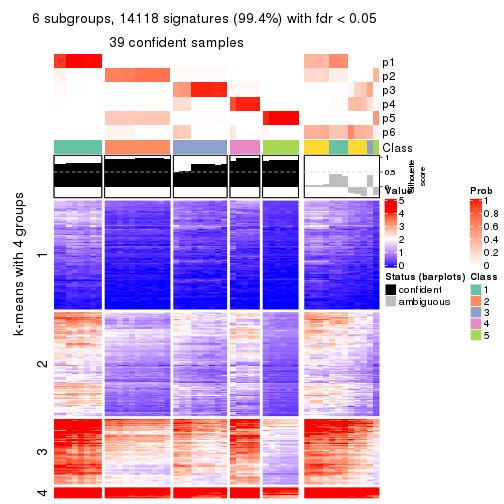 6 subgroups, 14118 signatures (99.4%) with fdr < 0.05
39 confident samples
p1
p2
p3
p4
p5
p6
Class
1
0.5
0
Silhouette
score
k-means with 4 groups
1
2
3
4
Value
5
4
3
2
1
0
Status (barplots)
confident
ambiguous
Prob
1
0.8
0.6
0.4
0.2
0
Class
1
2
3
4
5